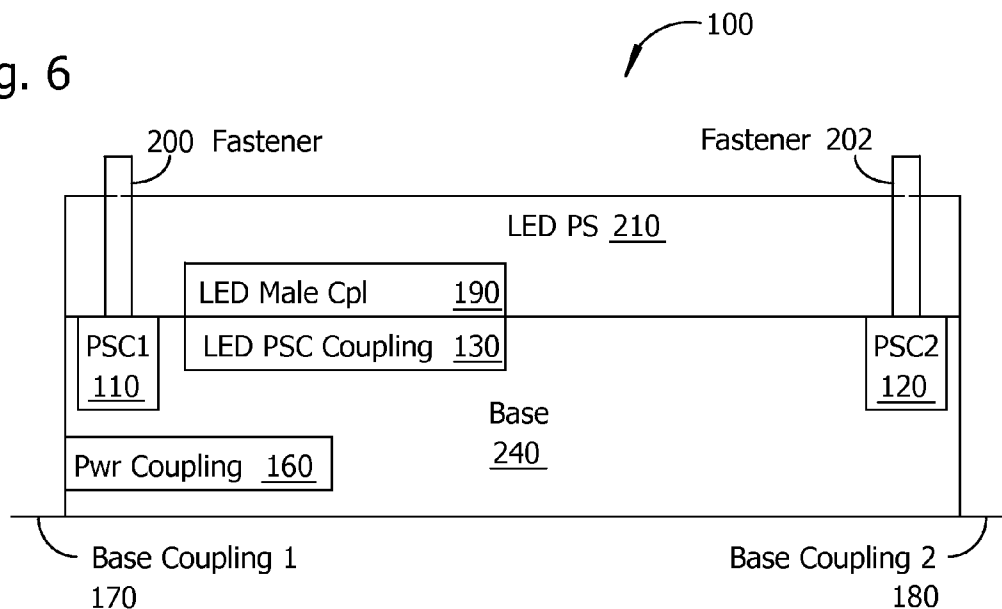 g. 6
100
200 Fastener
Fastener 202
LED PS 210
LED Male Cpl 190
LED PSC Coupling 130
PSC1
110
PSC2
120
Base
240
Pwr Coupling 160
Base Coupling 1
170
Base Coupling 2
180